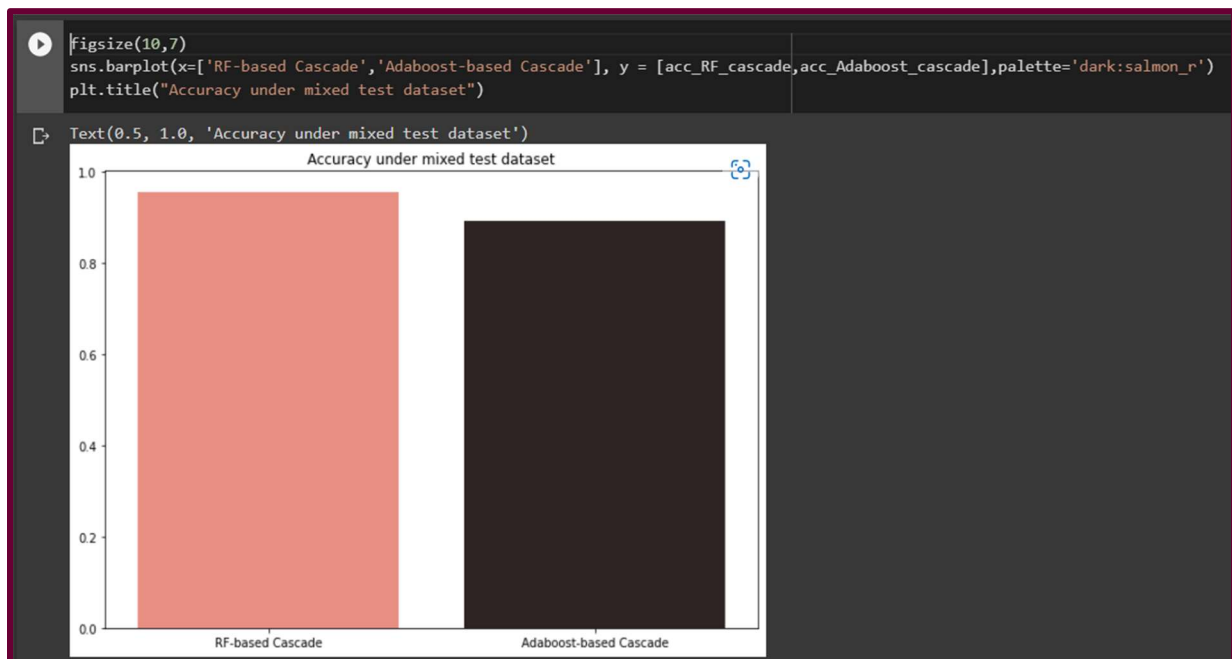 figsize(10,7)
sns.barplot(x=['RF-based Cascade','Adaboost-based Cascade'], y = [acc_RF_cascade,acc_Adaboost_cascade],palette='dark:salmon_r')
plt.title("Accuracy under mixed test dataset")
Text(0.5, 1.0, 'Accuracy under mixed test dataset')
Accuracy under mixed test dataset
1.0
0.8
0.6
0.4
0.2
0.0
RF-based Cascade
Adaboost-based Cascade